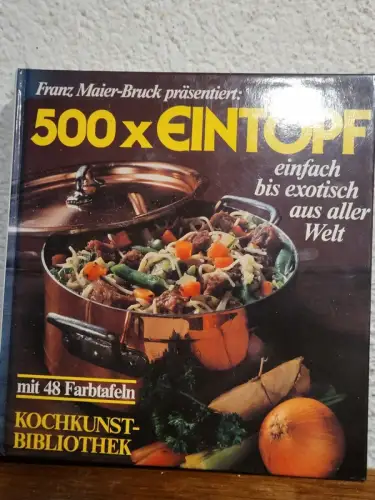 Franz Maier-Bruck präsentiert:
500 x EINTOPF
einfach
bis exotisch
aus aller
Welt
mit 48 Farbtafeln
KOCHKUNST-
BIBLIOTHEK